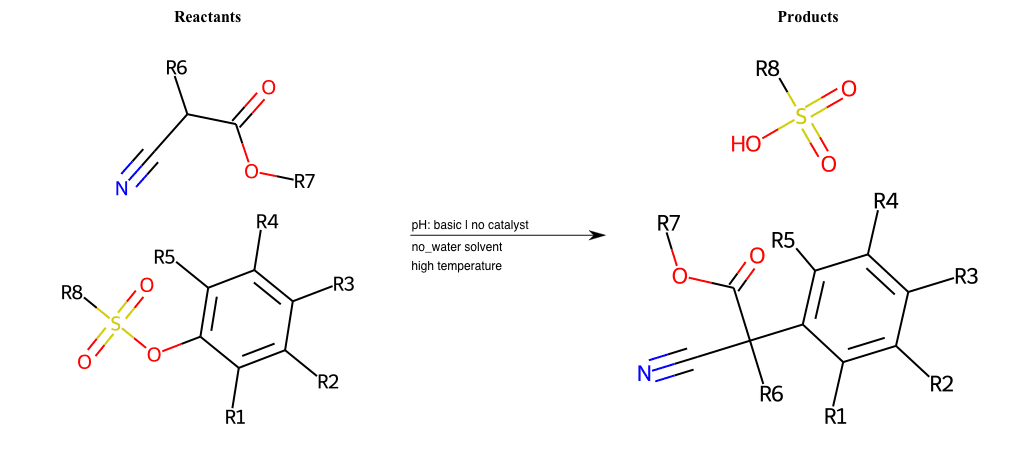 Reactants
Products
R6
O
N
O
R7
R8
O
S
HO
O
R4
R5
R3
R8
O
S
O
O
R2
R1
pH: basic | no catalyst
no_water solvent
high temperature
R7
R4
R5
O
O
R3
N
R6
R2
R1